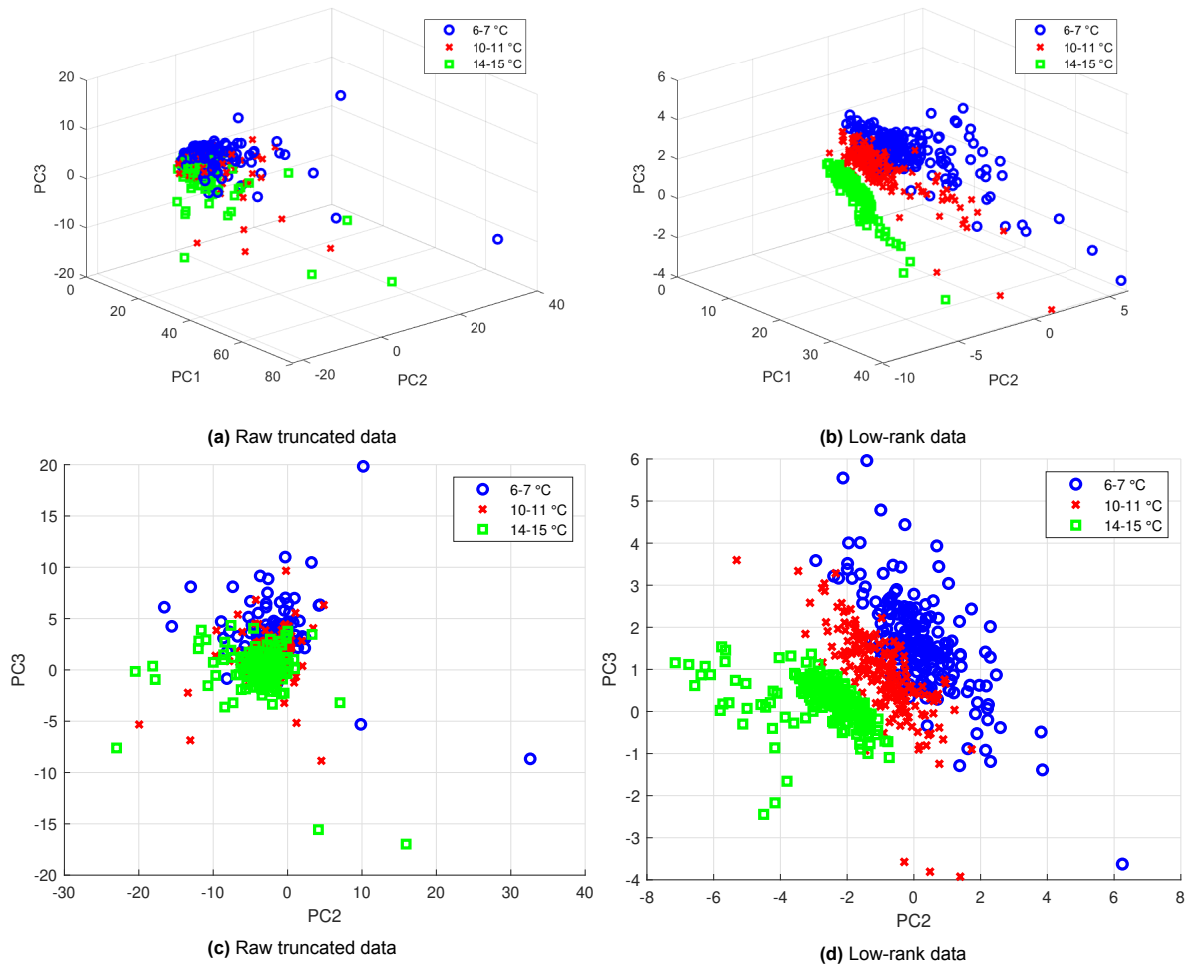 6-7 °C
10-11 °C
14-15 °C
20
10
0
-10
-20
PC3
0
20
40
60
80
PC1
-20
0
20
40
PC2
(a) Raw truncated data
6-7 °C
10-11 °C
14-15 °C
6
4
2
0
-2
-4
PC3
10
20
30
40
PC1
-10
-5
0
5
PC2
(b) Low-rank data
6-7 °C
10-11 °C
14-15 °C
20
15
10
5
0
-5
-10
-15
-20
PC3
-30
-20
-10
0
10
20
30
40
PC2
(c) Raw truncated data
6-7 °C
10-11 °C
14-15 °C
6
5
4
3
2
1
0
-1
-2
-3
-4
PC3
-8
-6
-4
-2
0
2
4
6
8
PC2
(d) Low-rank data